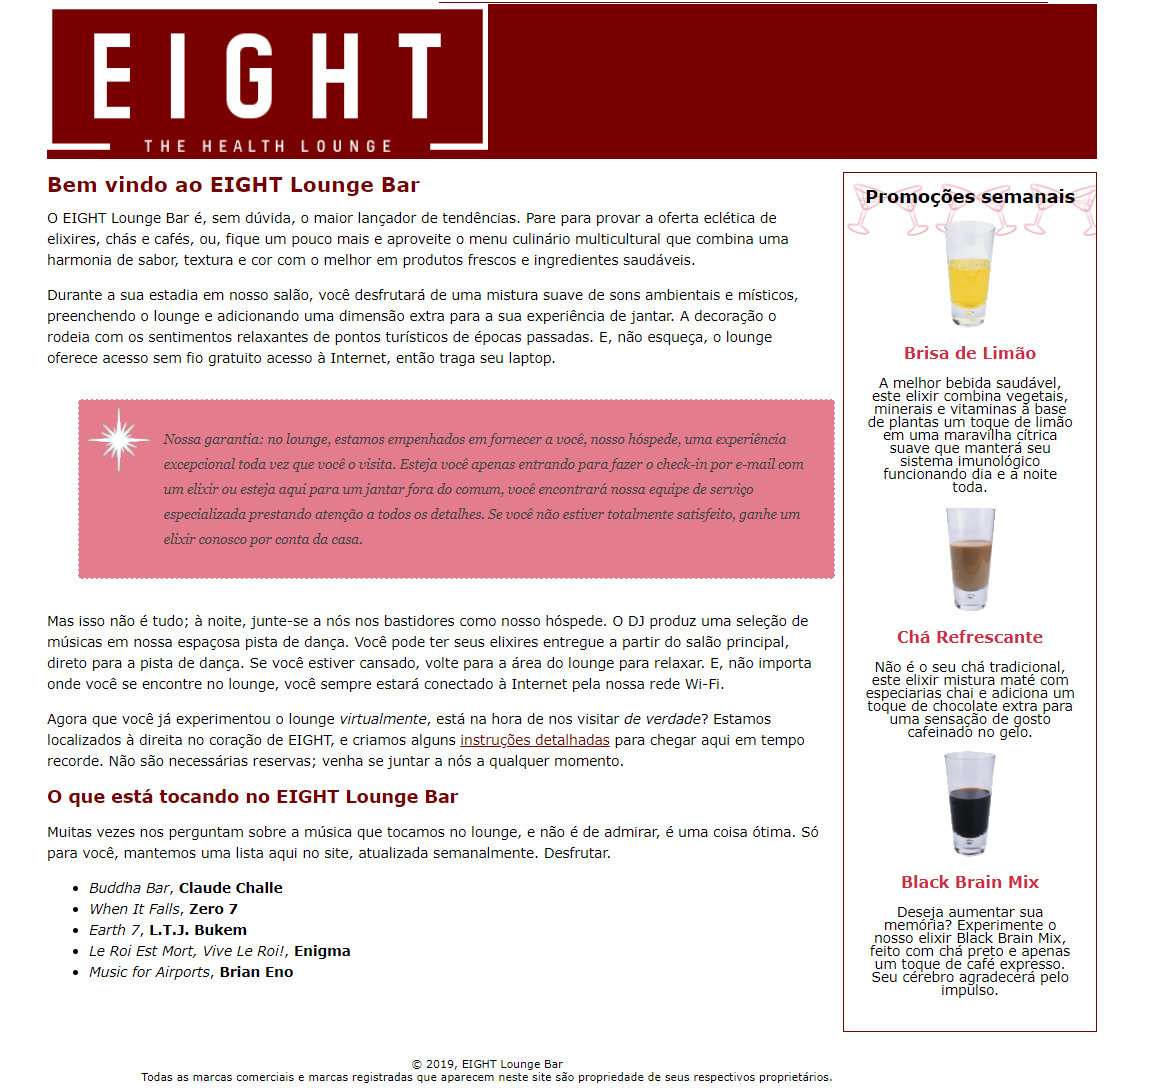 EIGHT
THE HEALTH LOUNGE
Bem vindo ao EIGHT Lounge Bar
O EIGHT Lounge Bar é, sem dúvida, o maior lançador de tendências. Pare para provar a oferta eclética de
elixires, chás e cafés, ou, fique um pouco mais e aproveite o menu culinário multicultural que combina uma
harmonia de sabor, textura e cor com o melhor em produtos frescos e ingredientes saudáveis.
Durante a sua estadia em nosso salão, você desfrutará de uma mistura suave de sons ambientais e místicos,
preenchendo o lounge e adicionando uma dimensão extra para a sua experiência de jantar. A decoração o
rodeia com os sentimentos relaxantes de pontos turísticos de épocas passadas. E, não esqueça, o lounge
oferece acesso sem fio gratuito acesso à Internet, então traga seu laptop.
Nossa garantia: no lounge, estamos empenhados em fornecer a você, nosso hóspede, uma experiência
excepcional toda vez que você o visita. Esteja você apenas entrando para fazer o check-in por e-mail com
um elixir ou esteja aqui para um jantar fora do comum, você encontrará nossa equipe de serviço
especializada prestando atenção a todos os detalhes. Se você não estiver totalmente satisfeito, ganhe um
elixir conosco por conta da casa.
Mas isso não é tudo; à noite, junte-se a nós nos bastidores como nosso hóspede. O DJ produz uma seleção de
músicas em nossa espaçosa pista de dança. Você pode ter seus elixires entregue a partir do salão principal,
direto para a pista de dança. Se você estiver cansado, volte para a área do lounge para relaxar. E, não importa
onde você se encontre no lounge, você sempre estará conectado à Internet pela nossa rede Wi-Fi.
Agora que você já experimentou o lounge virtualmente, está na hora de nos visitar de verdade? Estamos
localizados à direita no coração de EIGHT, e criamos alguns instruções detalhadas para chegar aqui em tempo
recorde. Não são necessárias reservas; venha se juntar a nós a qualquer momento.
O que está tocando no EIGHT Lounge Bar
Muitas vezes nos perguntam sobre a música que tocamos no lounge, e não é de admirar, é uma coisa ótima. Só
para você, mantemos uma lista aqui no site, atualizada semanalmente. Desfrutar.
• Buddha Bar, Claude Challe
• When It Falls, Zero 7
• Earth 7, L.T.J. Bukem
• Le Roi Est Mort, Vive Le Roi!, Enigma
• Music for Airports, Brian Eno
Promoções semanais
Brisa de Limão
A melhor bebida saudável,
este elixir combina vegetais,
minerais e vitaminas à base
de plantas um toque de limão
em uma maravilha cítrica
suave que manterá seu
sistema imunológico
funcionando dia e a noite
toda.
Chá Refrescante
Não é o seu chá tradicional,
este elixir mistura maté com
especiarias chai e adiciona um
toque de chocolate extra para
uma sensação de gosto
cafeinado no gelo.
Black Brain Mix
Deseja aumentar sua
memória? Experimente o
nosso elixir Black Brain Mix,
feito com chá preto e apenas
um toque de café expresso.
Seu cérebro agradecerá pelo
impulso.
© 2019, EIGHT Lounge Bar
Todas as marcas comerciais e marcas registradas que aparecem neste site são propriedade de seus respectivos proprietários.